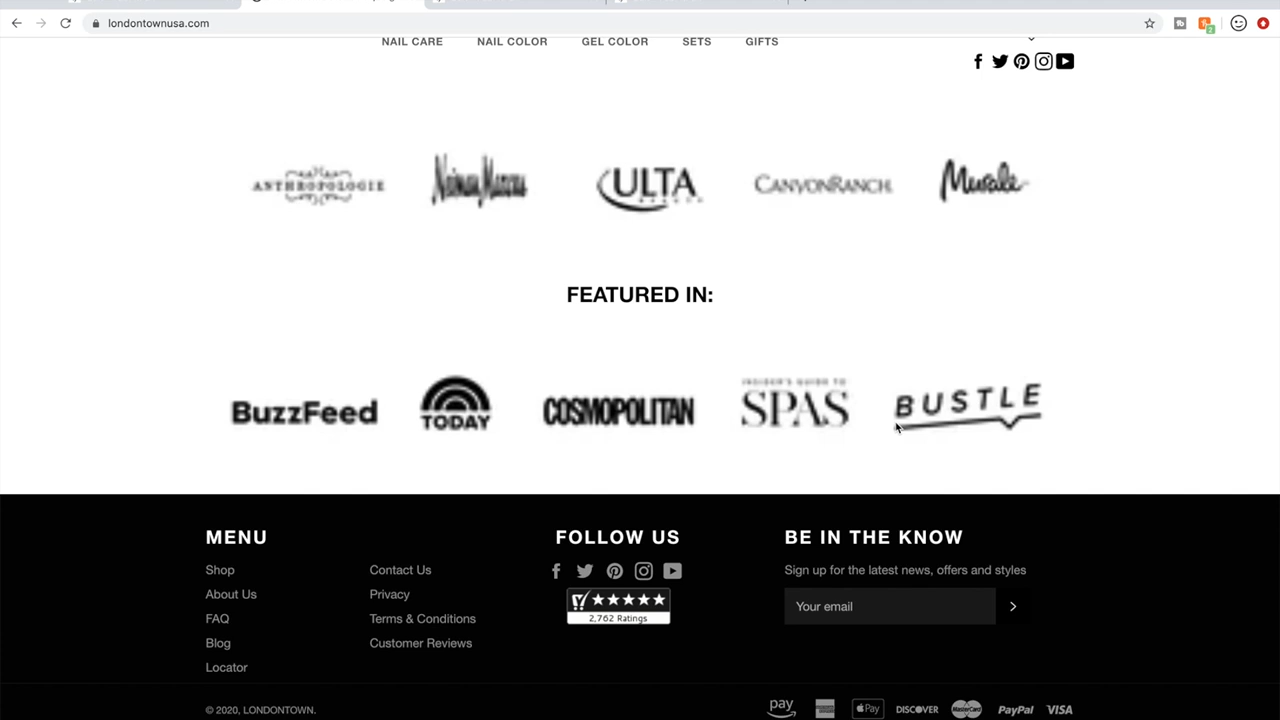 londontownusa.com
NAIL CARE NAIL COLOR GEL COLOR SETS GIFTS
ANTHROPOLOGIE Neiman Marcus ULTA BEAUTY CANYONRANCH Murale
FEATURED IN:
BuzzFeed TODAY COSMOPOLITAN INSIDER'S GUIDE TO SPAS BUSTLE
MENU FOLLOW US BE IN THE KNOW
Shop Contact Us Sign up for the latest news, offers and styles
About Us Privacy Your email
FAQ Terms & Conditions 2,762 Ratings
Blog Customer Reviews
Locator
© 2020, LONDONTOWN. pay Pay DISCOVER MasterCard PayPal VISA